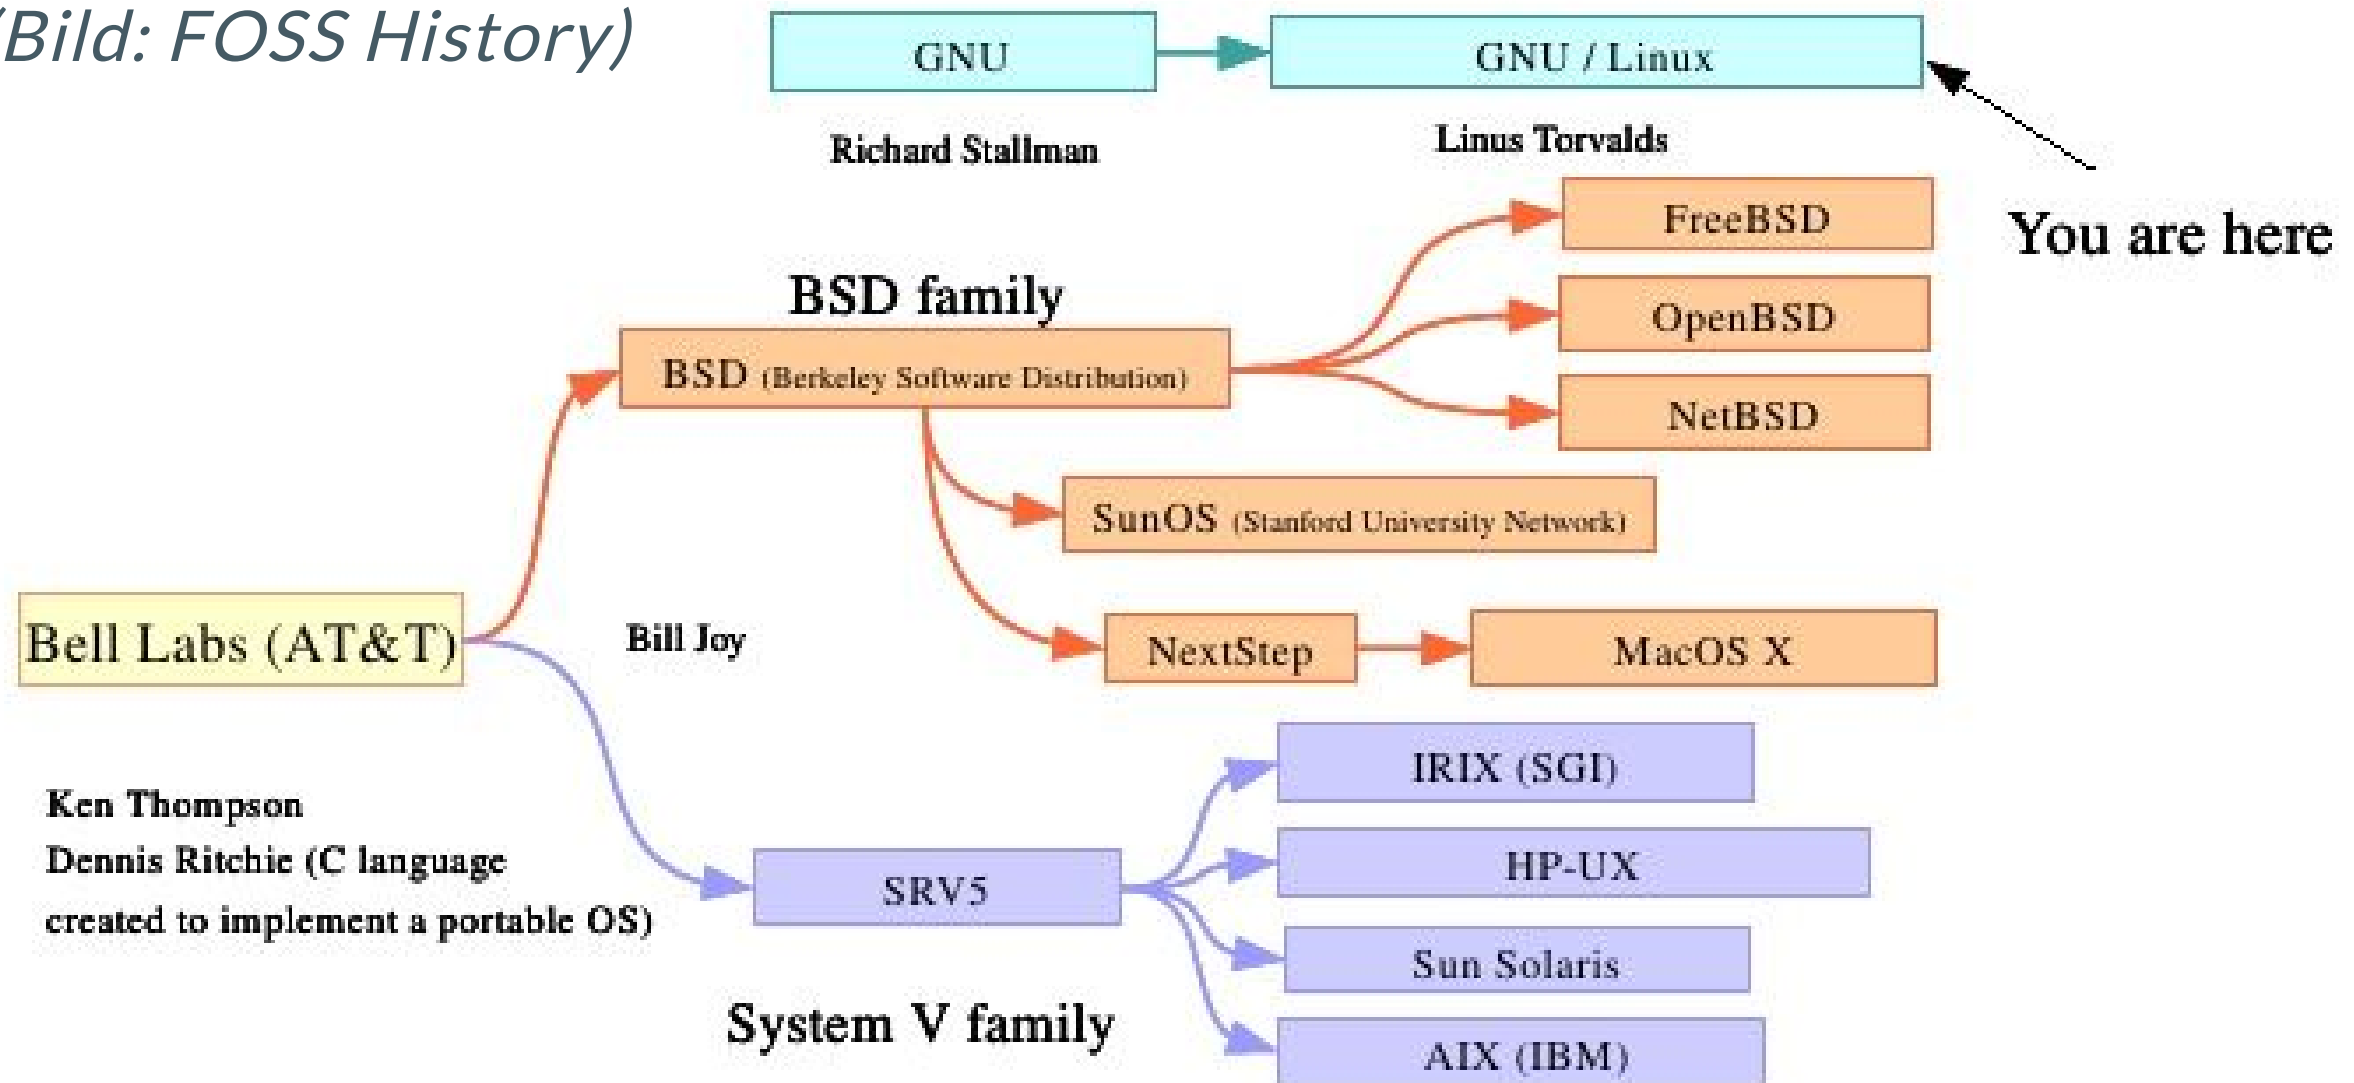 (Bild: FOSS History)
GNU
GNU / Linux
Richard Stallman
Linus Torvalds
You are here
FreeBSD
BSD family
OpenBSD
BSD (Berkeley Software Distribution)
NetBSD
SunOS (Stanford University Network)
Bell Labs (AT&T)
Bill Joy
NextStep
MacOS X
IRIX (SGI)
Ken Thompson
Dennis Ritchie (C language
created to implement a portable OS)
HP-UX
SRV5
Sun Solaris
System V family
AIX (IBM)